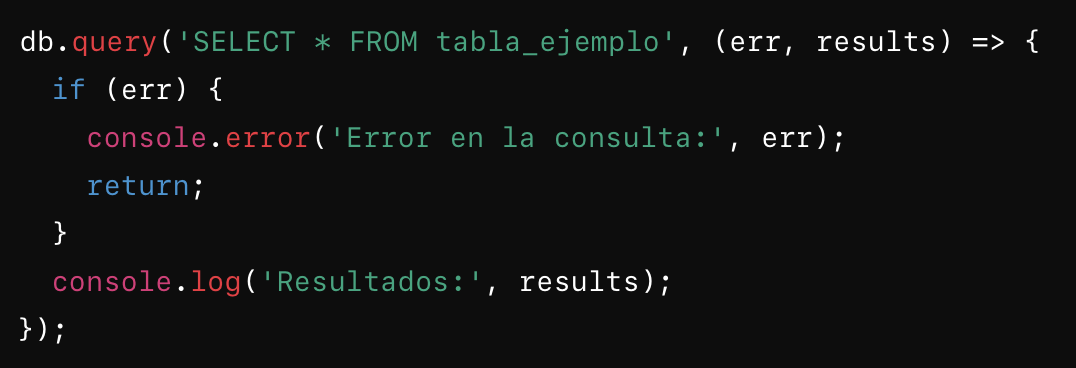 db.query('SELECT * FROM tabla_ejemplo', (err, results) => {
  if (err) {
    console.error('Error en la consulta:', err);
    return;
  }
  console.log('Resultados:', results);
});